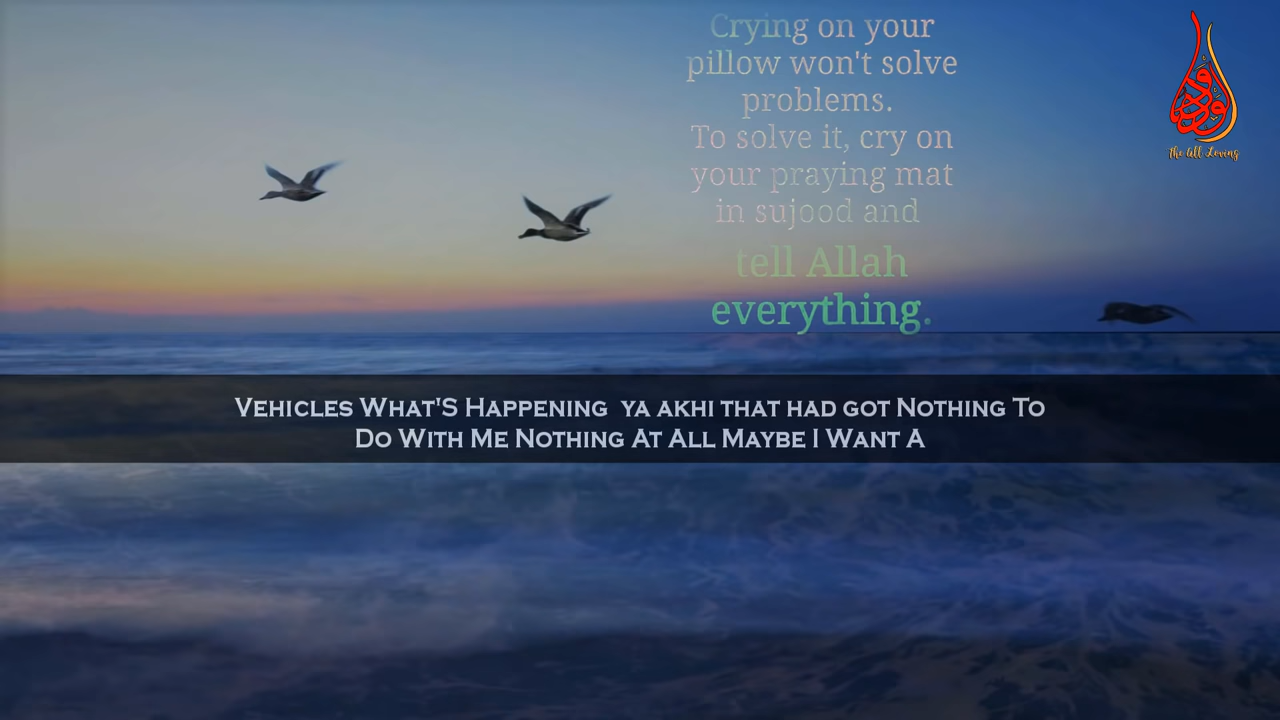 Crying on your
pillow won't solve
problems.
To solve it, cry on
your praying mat
in sujood and
tell Allah
everything.
الودود
The All Loving
VEHICLES WHAT'S HAPPENING  YA AKHI THAT HAD GOT NOTHING TO
DO WITH ME NOTHING AT ALL MAYBE I WANT A